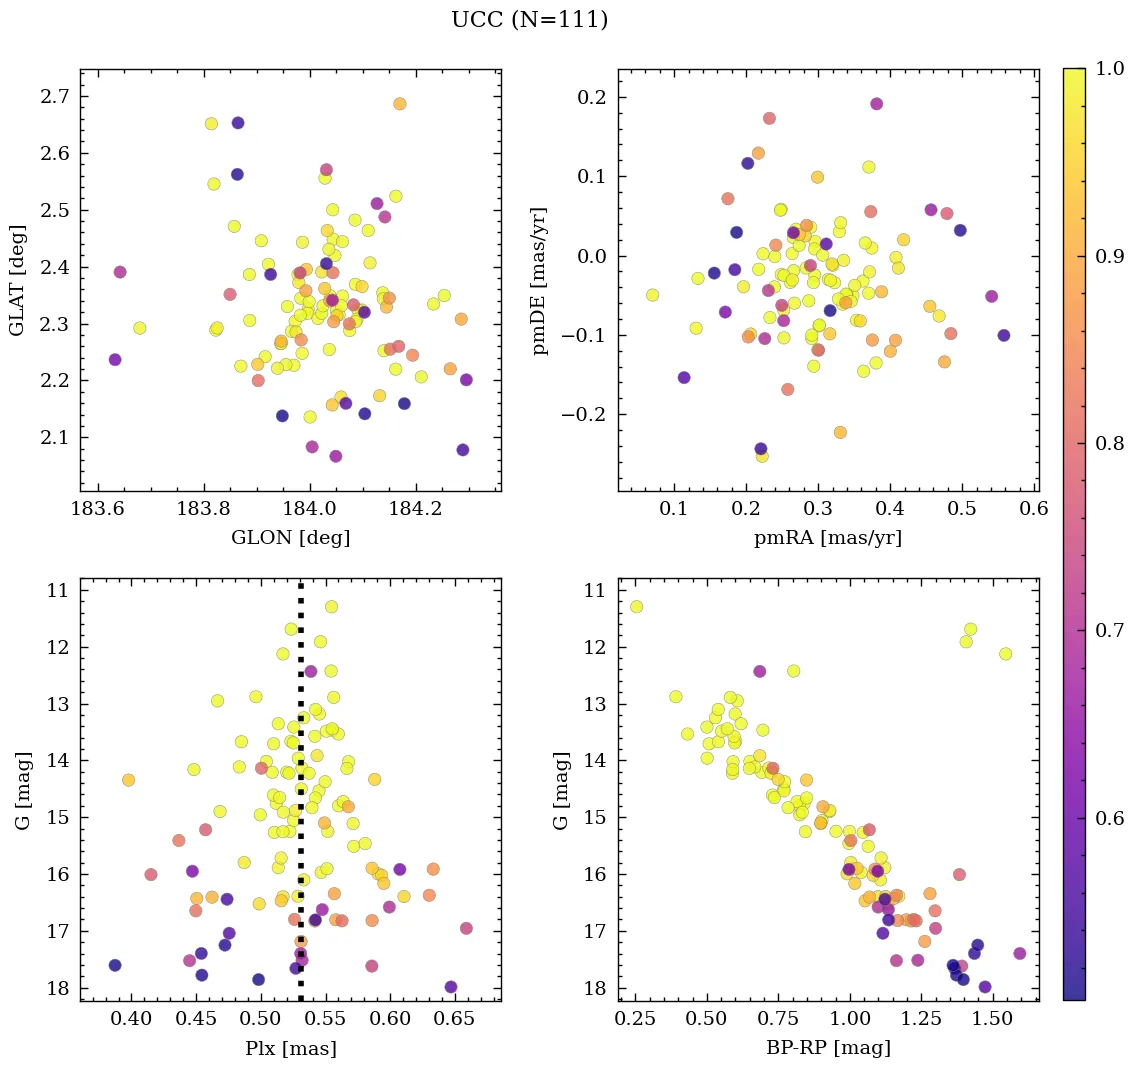 UCC (N=111)
2.7
2.6
2.5
2.4
2.3
2.2
2.1
GLAT [deg]
183.6 183.8 184.0 184.2
GLON [deg]
0.2
0.1
0.0
−0.1
−0.2
pmDE [mas/yr]
0.1 0.2 0.3 0.4 0.5 0.6
pmRA [mas/yr]
11
12
13
14
15
16
17
18
G [mag]
0.40 0.45 0.50 0.55 0.60 0.65
Plx [mas]
11
12
13
14
15
16
17
18
G [mag]
0.25 0.50 0.75 1.00 1.25 1.50
BP-RP [mag]
1.0
0.9
0.8
0.7
0.6